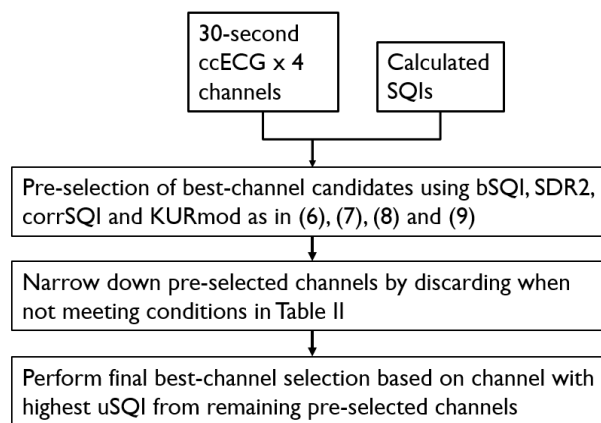 30-second
ccECG x 4
channels
Calculated
SQIs
Pre-selection of best-channel candidates using bSQI, SDR2,
corrSQI and KURmod as in (6), (7), (8) and (9)
Narrow down pre-selected channels by discarding when
not meeting conditions in Table II
Perform final best-channel selection based on channel with
highest uSQI from remaining pre-selected channels